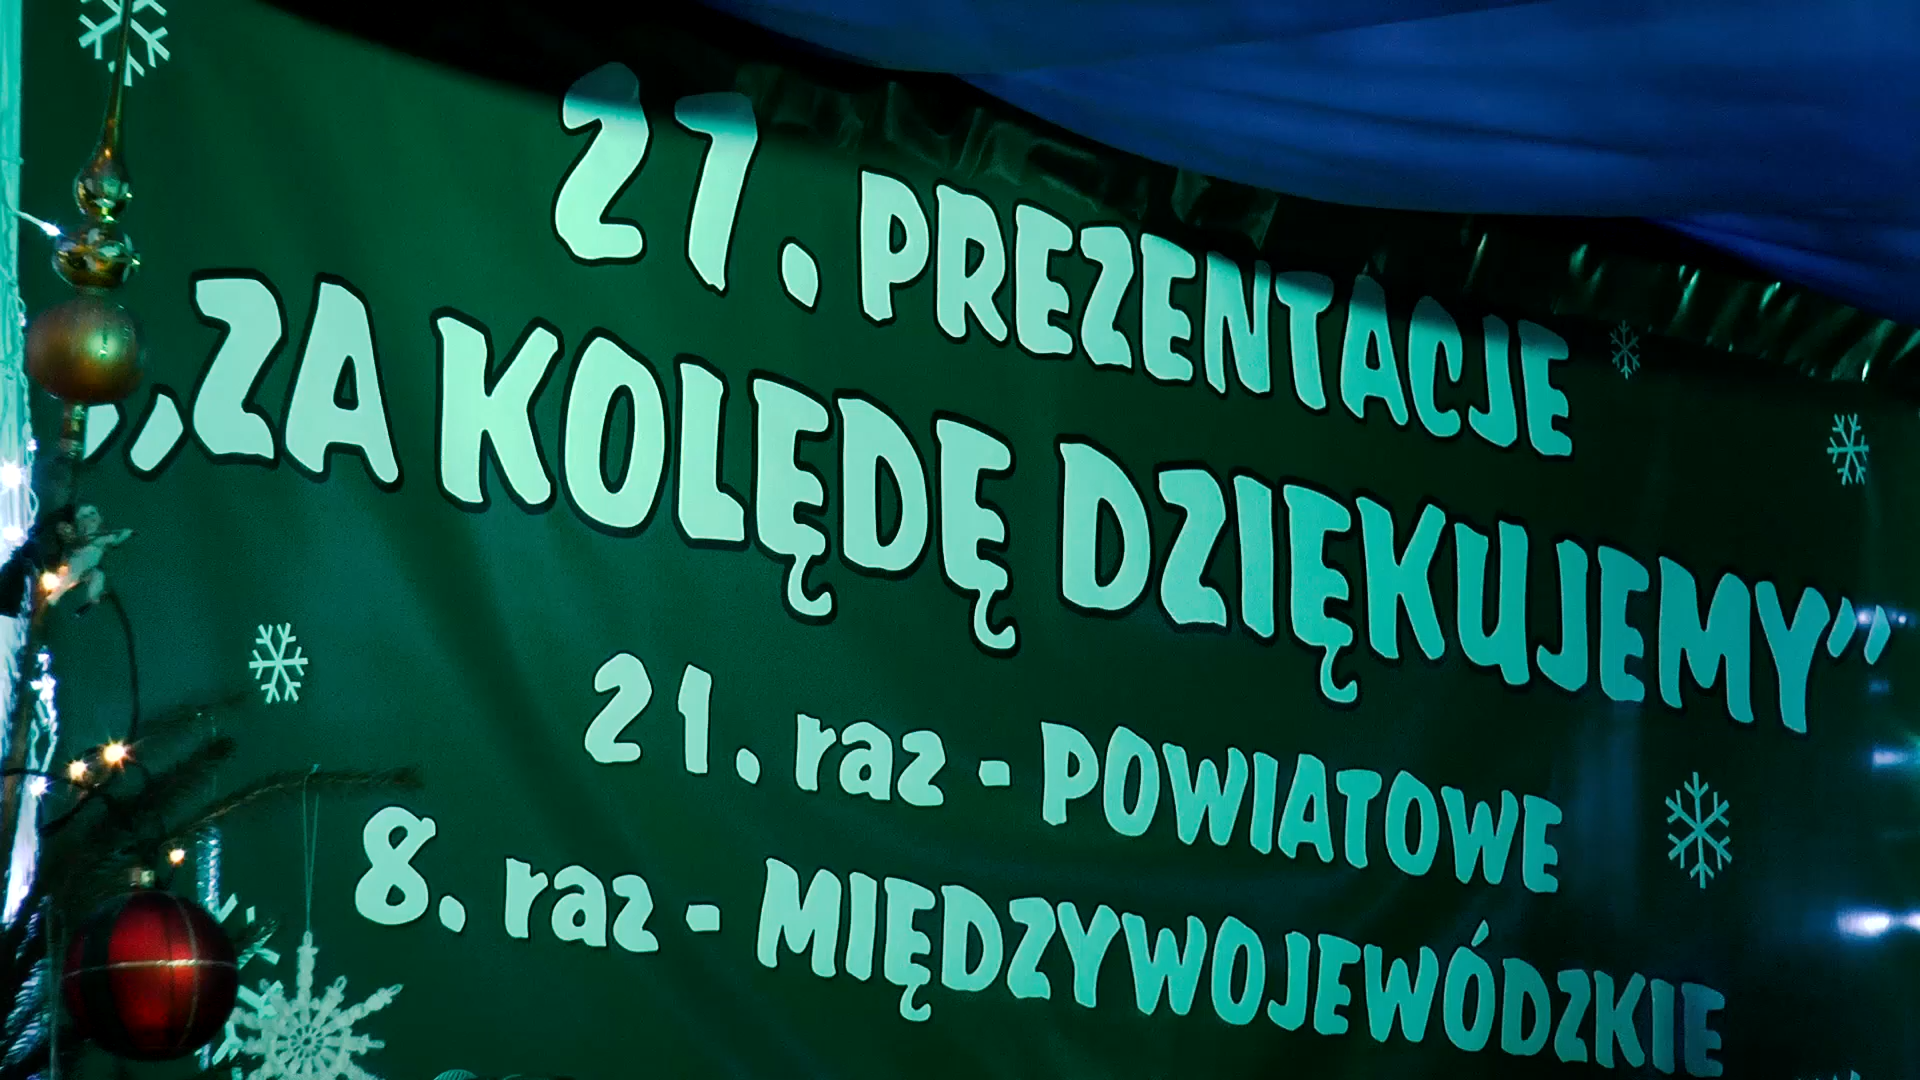 27. PREZENTACJE
„ZA KOLĘDĘ DZIĘKUJEMY”
21. raz - POWIATOWE
8. raz - MIĘDZYWOJEWÓDZKIE